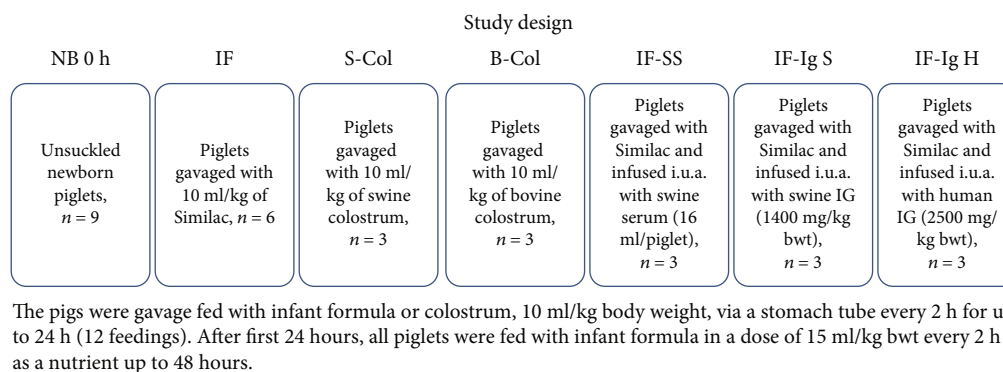 Study design
NB 0 h
IF
S-Col
B-Col
IF-SS
IF-Ig S
IF-Ig H
Unsuckled
newborn
piglets,
n = 9
Piglets
gavaged with
10 ml/kg of
Similac, n = 6
Piglets
gavaged
with 10 ml/
kg of swine
colostrum,
n = 3
Piglets
gavaged
with 10 ml/
kg of bovine
colostrum,
n = 3
Piglets
gavaged with
Similac and
infused i.u.a.
with swine
serum (16
ml/piglet),
n = 3
Piglets
gavaged with
Similac and
infused i.u.a.
with swine IG
(1400 mg/kg
bwt),
n = 3
Piglets
gavaged with
Similac and
infused i.u.a.
with human
IG (2500 mg/
kg bwt),
n = 3
The pigs were gavage fed with infant formula or colostrum, 10 ml/kg body weight, via a stomach tube every 2 h for
to 24 h (12 feedings). After first 24 hours, all piglets were fed with infant formula in a dose of 15 ml/kg bwt every 2 h
as a nutrient up to 48 hours.